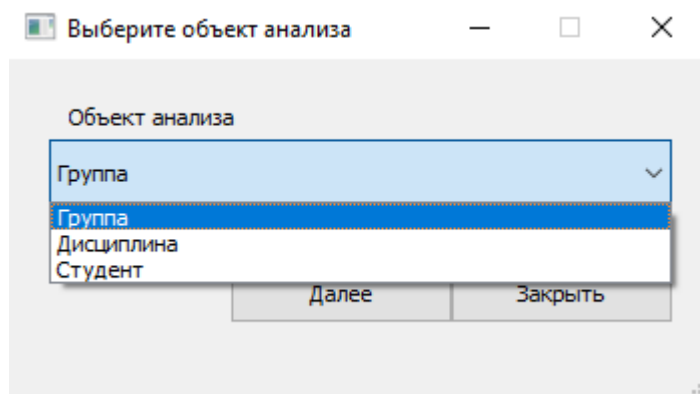 Выберите объект анализа
Объект анализа
Группа
Группа
Дисциплина
Студент
Далее
Закрыть